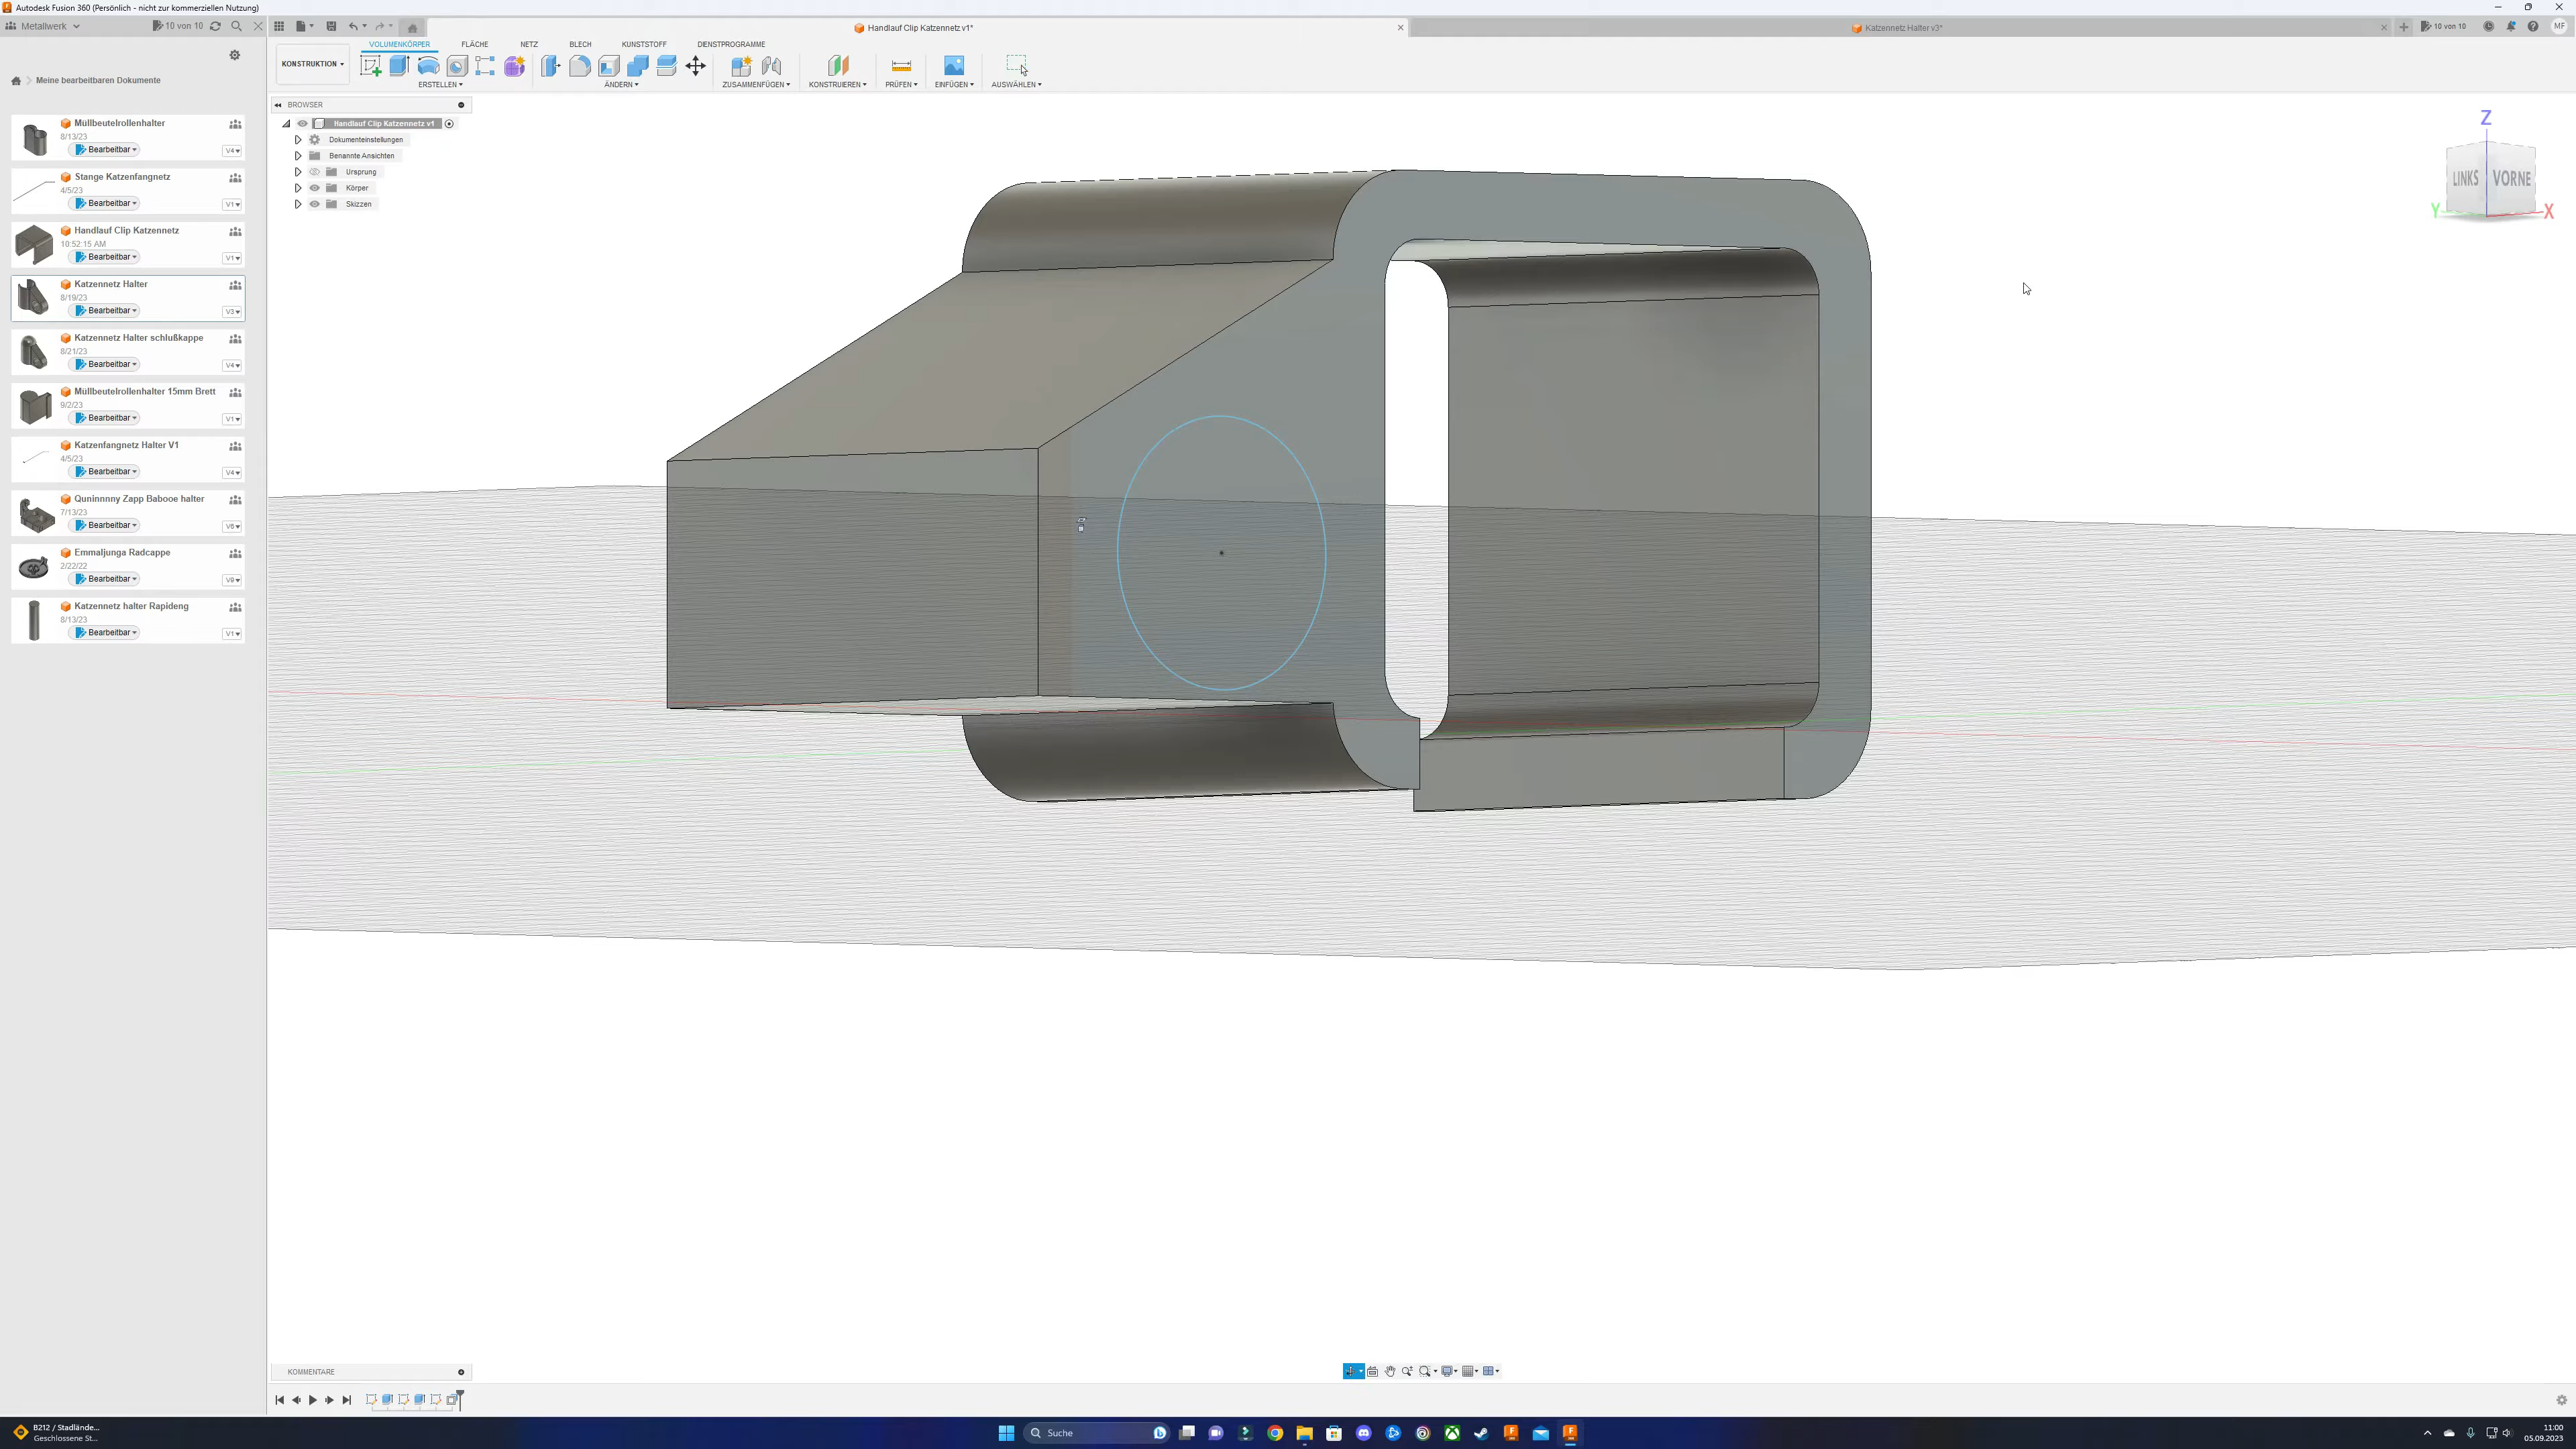 Autodesk Fusion 360 (Persönlich - nicht zur kommerziellen Nutzung)
Metallwerk
10 von 10
Handlauf Clip Katzennetz v1*
Katzennetz Halter v3*
10 von 10
MF
VOLUMENKÖRPER
FLÄCHE
NETZ
BLECH
KUNSTSTOFF
DIENSTPROGRAMME
KONSTRUKTION
ERSTELLEN
ÄNDERN
ZUSAMMENFÜGEN
KONSTRUIEREN
PRÜFEN
EINFÜGEN
AUSWÄHLEN
Meine bearbeitbaren Dokumente
Müllbeutelrollenhalter
8/13/23
Bearbeitbar
V4
Stange Katzenfangnetz
4/5/23
Bearbeitbar
V1
Handlauf Clip Katzennetz
10:52:15 AM
Bearbeitbar
V1
Katzennetz Halter
8/19/23
Bearbeitbar
V3
Katzennetz Halter schlußkappe
8/21/23
Bearbeitbar
V4
Müllbeutelrollenhalter 15mm Brett
9/2/23
Bearbeitbar
V1
Katzenfangnetz Halter V1
4/5/23
Bearbeitbar
V4
Quninnnny Zapp Babooe halter
7/13/23
Bearbeitbar
V6
Emmaljunga Radcappe
2/22/22
Bearbeitbar
V9
Katzennetz halter Rapideng
8/13/23
Bearbeitbar
V1
BROWSER
Handlauf Clip Katzennetz v1
Dokumenteinstellungen
Benannte Ansichten
Ursprung
Körper
Skizzen
Z
LINKS
VORNE
Y
X
KOMMENTARE
B212 / Stadlände...
Geschlossene St...
Suche
11:00
05.09.2023